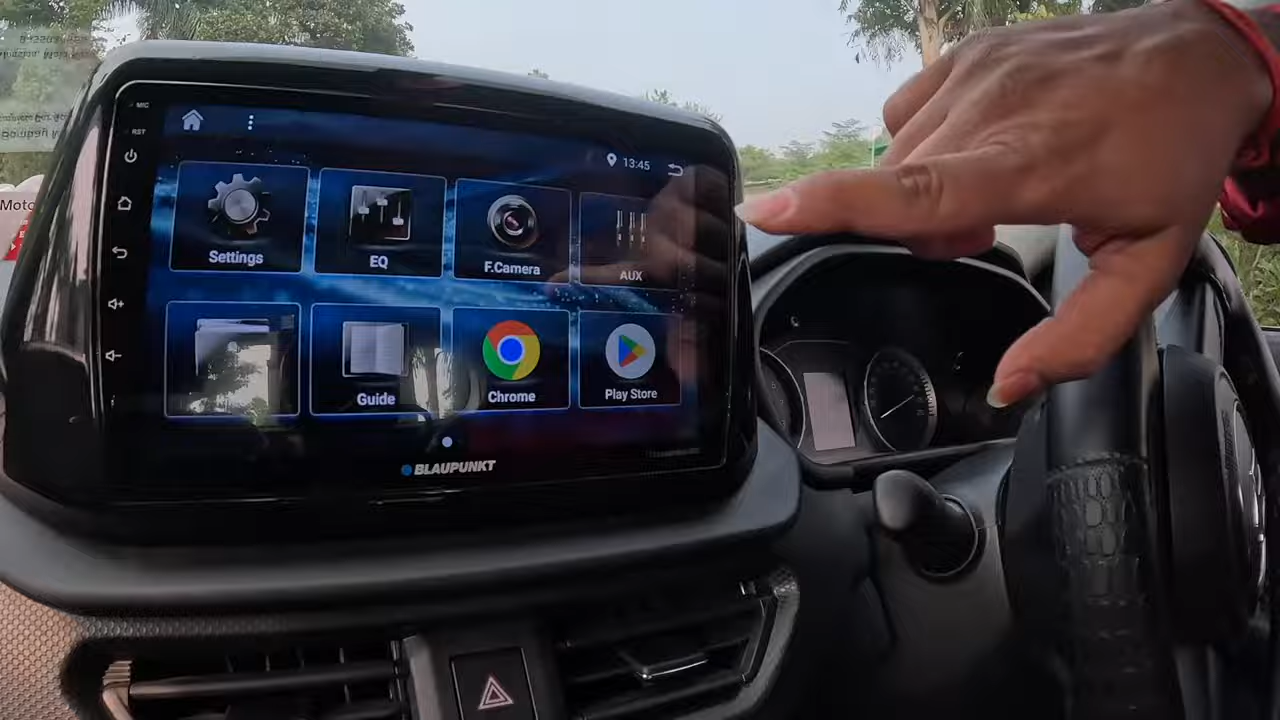 MIC
RST
13:45
Settings
EQ
F.Camera
AUX
Guide
Chrome
Play Store
BLAUPUNKT
Moto